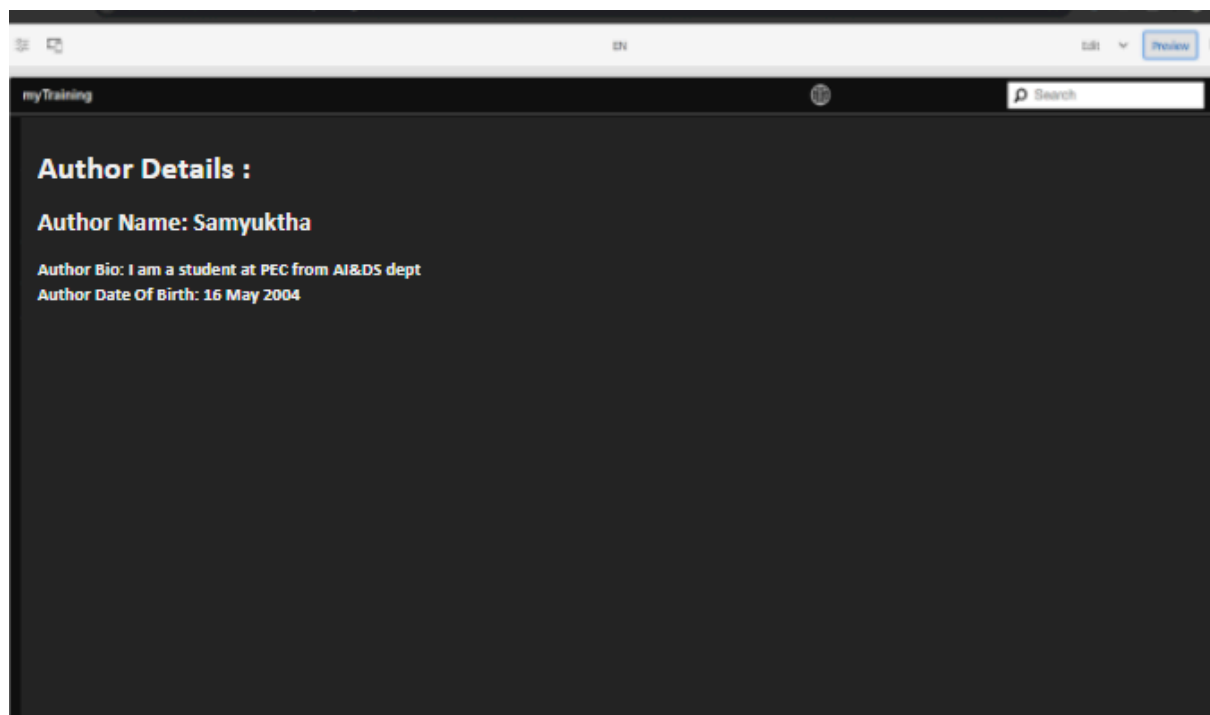 EN
Edit
Preview
myTraining
Search
Author Details :
Author Name: Samyuktha
Author Bio: I am a student at PEC from AI&DS dept
Author Date Of Birth: 16 May 2004